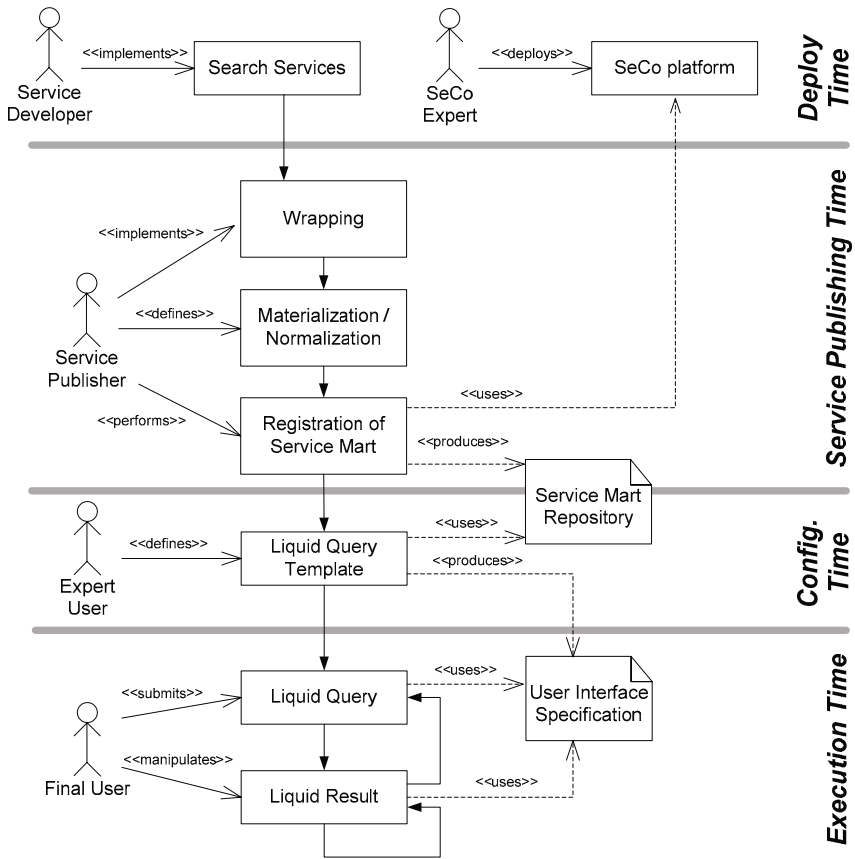 <<implements>>
Search Services
Service
Developer
<<deploys>>
SeCo platform
SeCo
Expert
Deploy
Time
Wrapping
<<implements>>
Materialization /
Normalization
<<defines>>
Service
Publisher
<<performs>>
Registration of
Service Mart
<<uses>>
<<produces>>
Service Publishing Time
Service Mart
Repository
<<defines>>
Expert
User
Liquid Query
Template
<<uses>>
<<produces>>
Config.
Time
<<submits>>
Liquid Query
<<uses>>
User Interface
Specification
<<manipulates>>
Final User
Liquid Result
<<uses>>
Execution Time